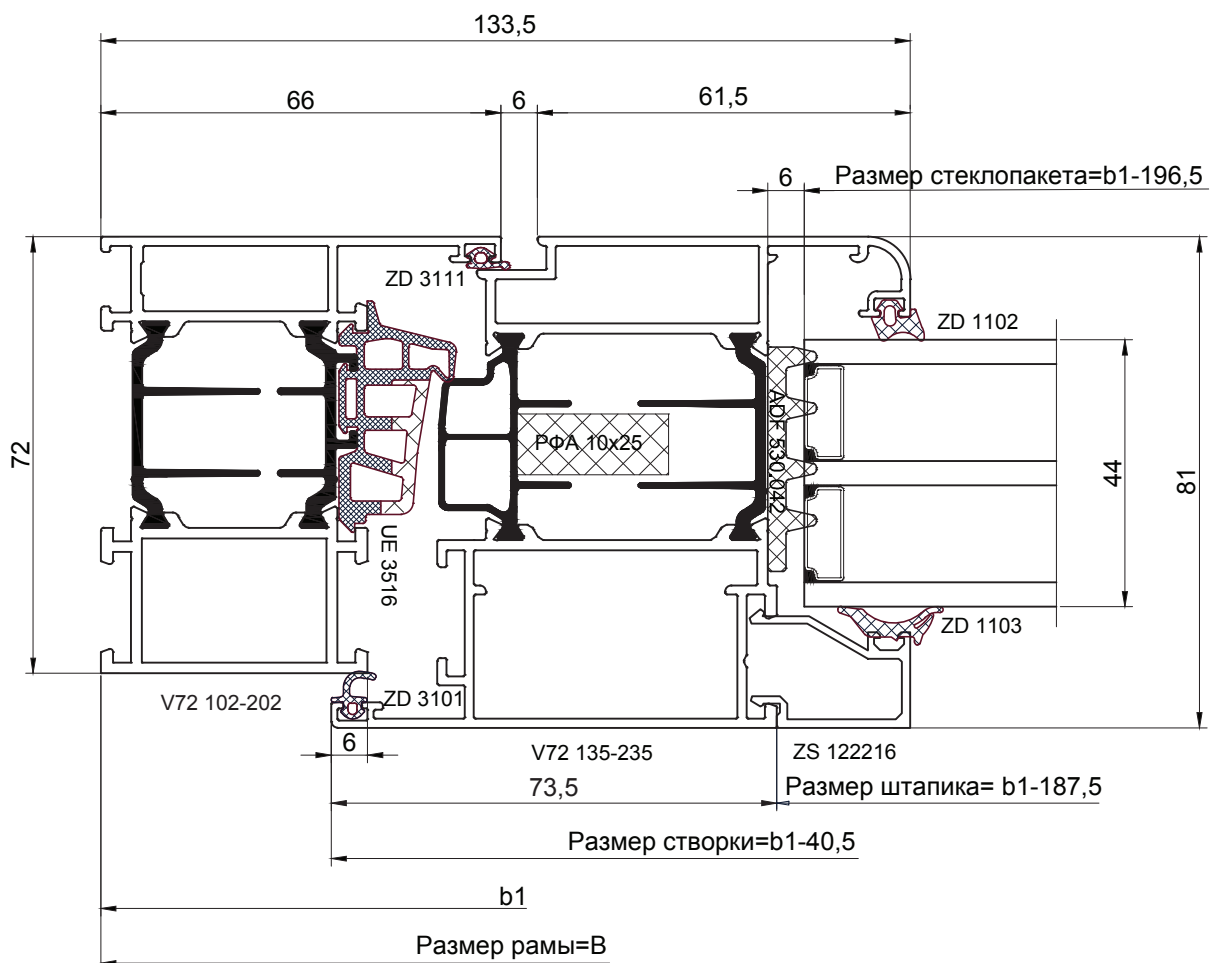 133,5
66
6
61,5
6
Размер стеклопакета=b1-196,5
ZD 3111
ZD 1102
72
РФА 10x25
ADF 530.042
44
81
UE 3516
ZD 1103
V72 102-202
ZD 3101
6
V72 135-235
ZS 122216
73,5
Размер штапика= b1-187,5
Размер створки=b1-40,5
b1
Размер рамы=B